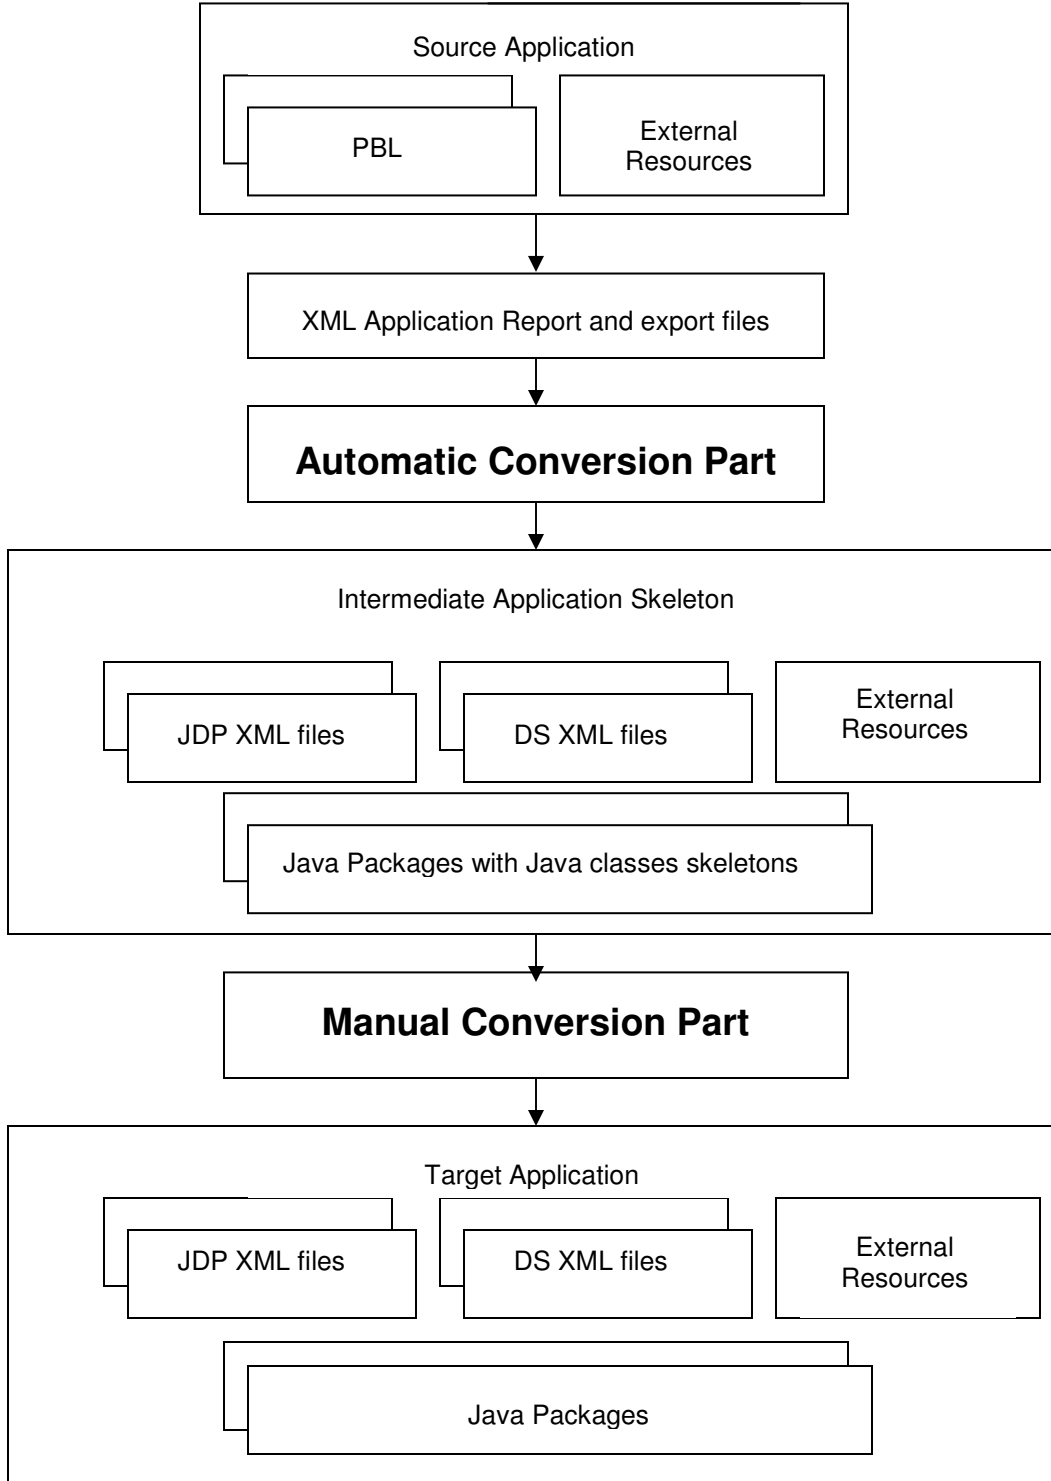 Source Application
PBL
External
Resources
XML Application Report and export files
Automatic Conversion Part
Intermediate Application Skeleton
JDP XML files
DS XML files
External
Resources
Java Packages with Java classes skeletons
Manual Conversion Part
Target Application
JDP XML files
DS XML files
External
Resources
Java Packages